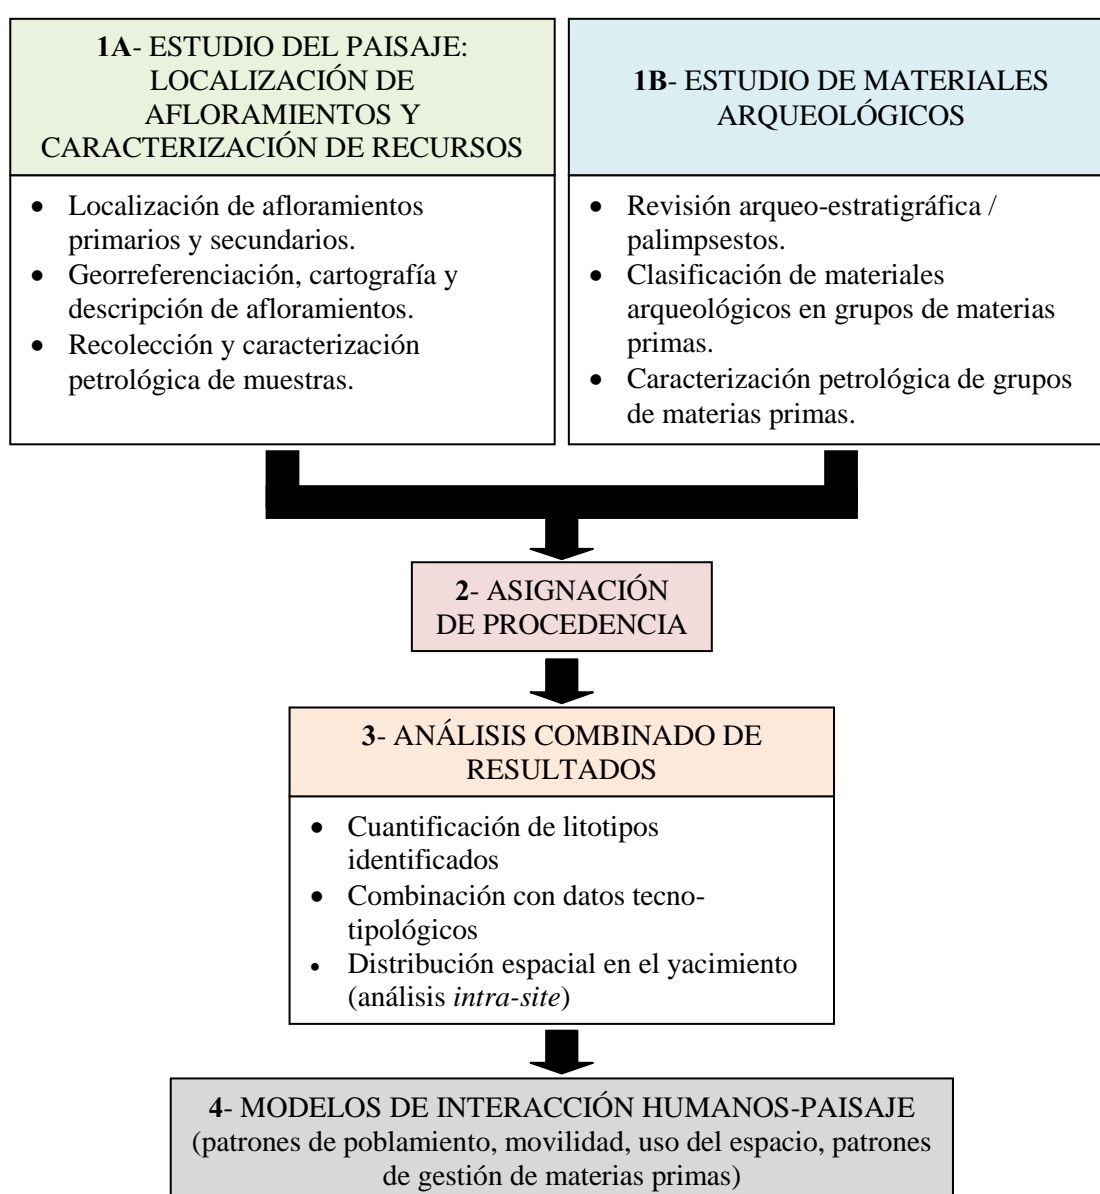 1A- ESTUDIO DEL PAISAJE:
LOCALIZACIÓN DE
AFLORAMIENTOS Y
CARACTERIZACIÓN DE RECURSOS
• Localización de afloramientos
primarios y secundarios.
• Georreferenciación, cartografía y
descripción de afloramientos.
• Recolección y caracterización
petrológica de muestras.
1B- ESTUDIO DE MATERIALES
ARQUEOLÓGICOS
• Revisión arqueo-estratigráfica /
palimpsestos.
• Clasificación de materiales
arqueológicos en grupos de materias
primas.
• Caracterización petrológica de grupos
de materias primas.
2- ASIGNACIÓN
DE PROCEDENCIA
3- ANÁLISIS COMBINADO DE
RESULTADOS
• Cuantificación de litotipos
identificados
• Combinación con datos tecno-
tipológicos
• Distribución espacial en el yacimiento
(análisis intra-site)
4- MODELOS DE INTERACCIÓN HUMANOS-PAISAJE
(patrones de poblamiento, movilidad, uso del espacio, patrones
de gestión de materias primas)